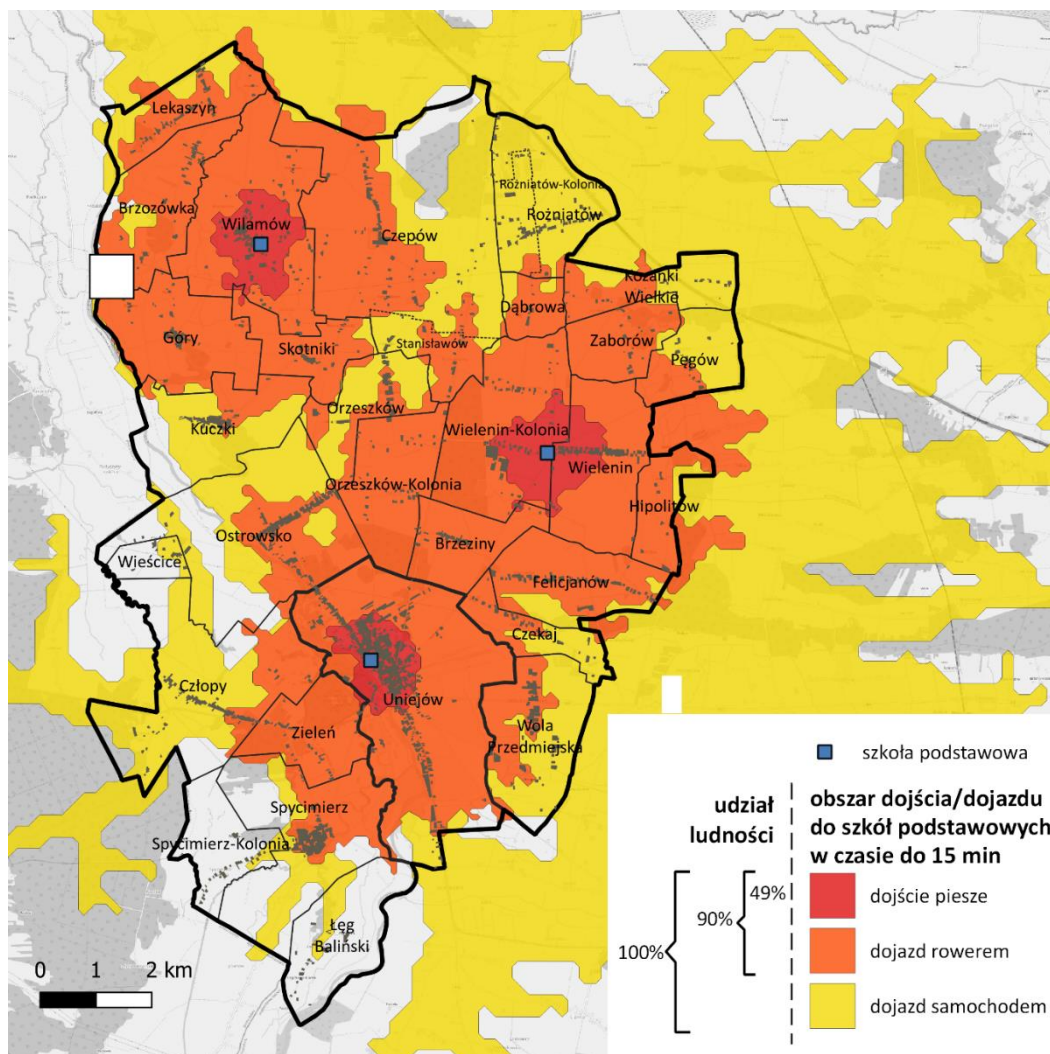 Lekaszyn
Różniatów-Kolonia
Brzozówka
Różniatów
Wilamów
Czepów
Kozanki
Wielkie
Dąbrowa
Góry
Skotniki
Stanisławów
Zaborów
Pęgów
Orzeszków
Kuczki
Wielenin-Kolonia
Wielenin
Orzeszków-Kolonia
Hipolitów
Ostrowsko
Brzeziny
Wieścice
Felicjanów
Czekaj
Człopy
Uniejów
Zieleń
Wola
Przedmiejska
Spycimierz
Spycimierz-Kolonia
Łęg
Baliński
0 1 2 km
szkoła podstawowa
udział
ludności
obszar dojścia/dojazdu
do szkół podstawowych
w czasie do 15 min
49%
90%
100%
dojście piesze
dojazd rowerem
dojazd samochodem